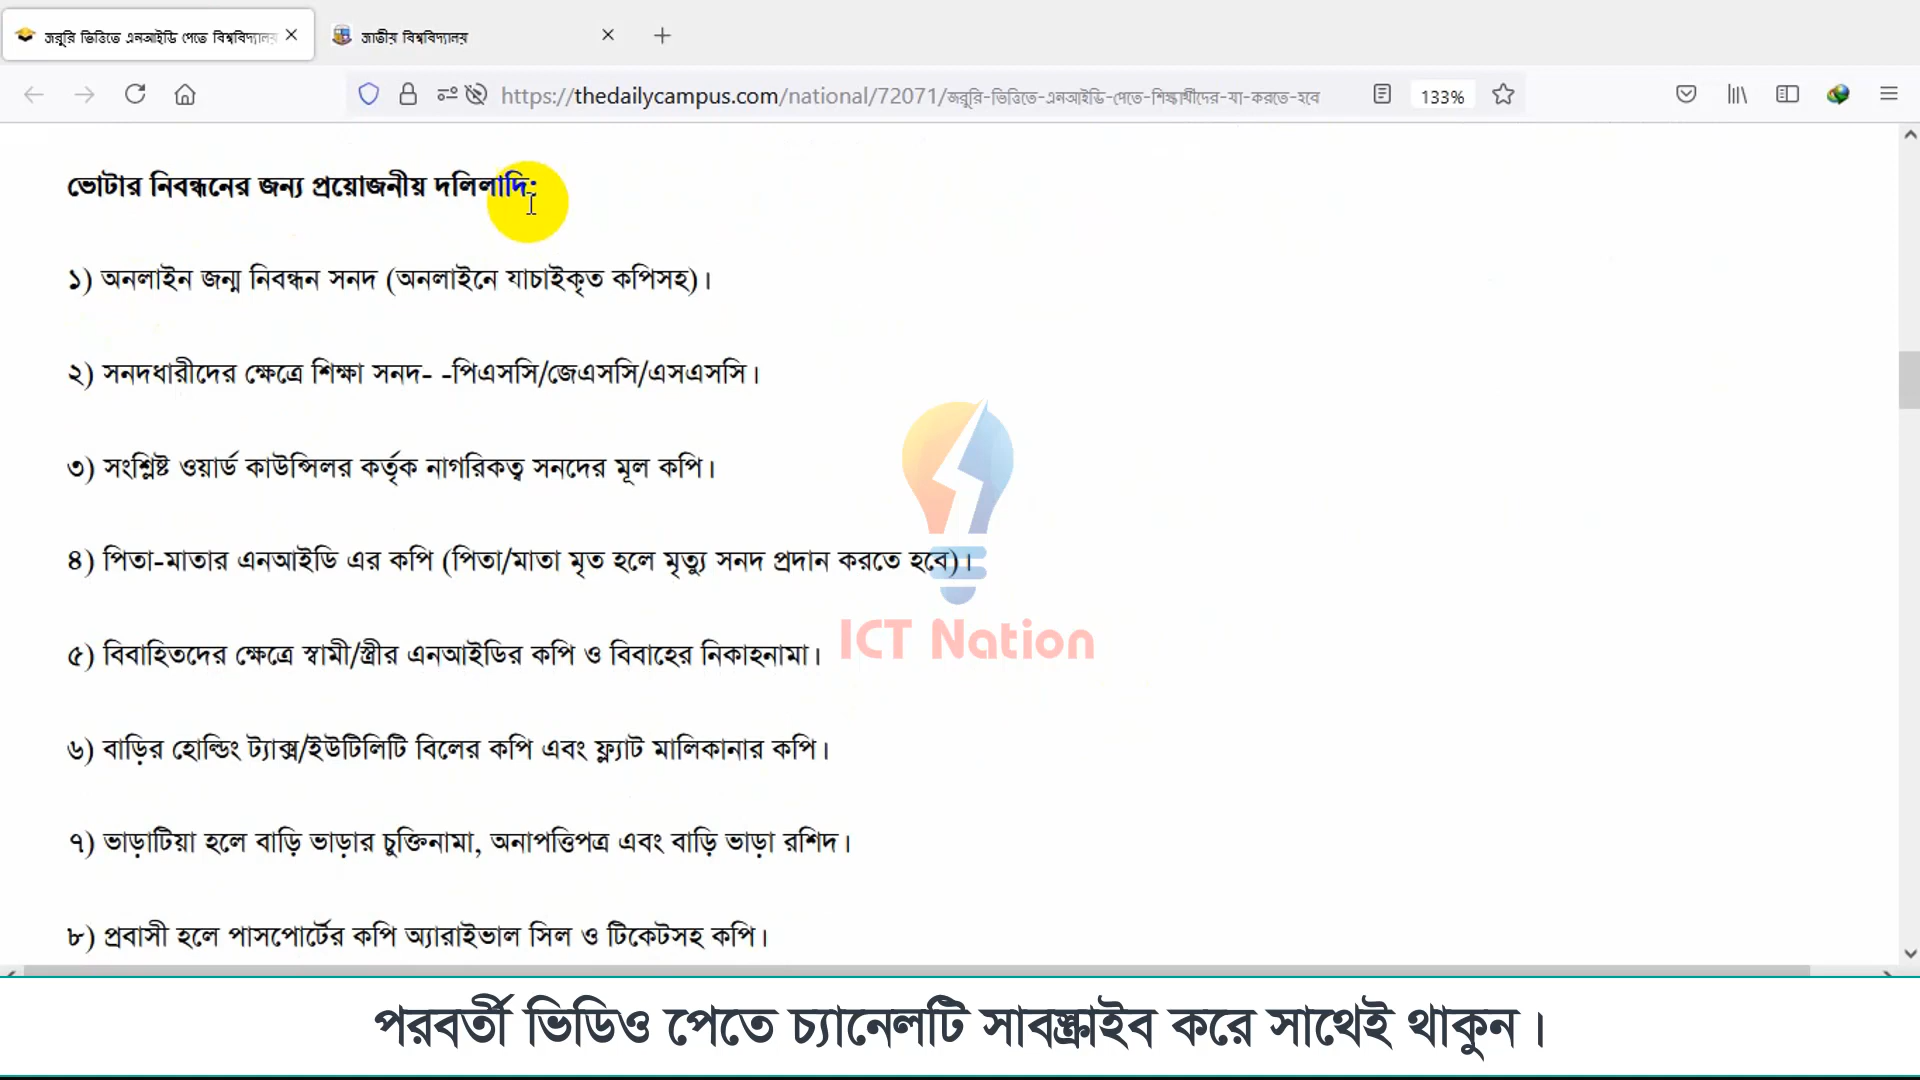 জরুরি ভিত্তিতে এনআইডি পেতে বিশ্ববিদ্যালয়
জাতীয় বিশ্ববিদ্যালয়
https://thedailycampus.com/national/72071/জরুরি-ভিত্তিতে-এনআইডি-পেতে-শিক্ষার্থীদের-যা-করতে-হবে
133%
ভোটার নিবন্ধনের জন্য প্রয়োজনীয় দলিলাদি:
১) অনলাইন জন্ম নিবন্ধন সনদ (অনলাইনে যাচাইকৃত কপিসহ)।
২) সনদধারীদের ক্ষেত্রে শিক্ষা সনদ- -পিএসসি/জেএসসি/এসএসসি।
৩) সংশ্লিষ্ট ওয়ার্ড কাউন্সিলর কর্তৃক নাগরিকত্ব সনদের মূল কপি।
৪) পিতা-মাতার এনআইডি এর কপি (পিতা/মাতা মৃত হলে মৃত্যু সনদ প্রদান করতে হবে)।
৫) বিবাহিতদের ক্ষেত্রে স্বামী/স্ত্রীর এনআইডির কপি ও বিবাহের নিকাহনামা।
ICT Nation
৬) বাড়ির হোল্ডিং ট্যাক্স/ইউটিলিটি বিলের কপি এবং ফ্ল্যাট মালিকানার কপি।
৭) ভাড়াটিয়া হলে বাড়ি ভাড়ার চুক্তিনামা, অনাপত্তিপত্র এবং বাড়ি ভাড়া রশিদ।
৮) প্রবাসী হলে পাসপোর্টের কপি অ্যারাইভাল সিল ও টিকেটসহ কপি।
পরবর্তী ভিডিও পেতে চ্যানেলটি সাবস্ক্রাইব করে সাথেই থাকুন।